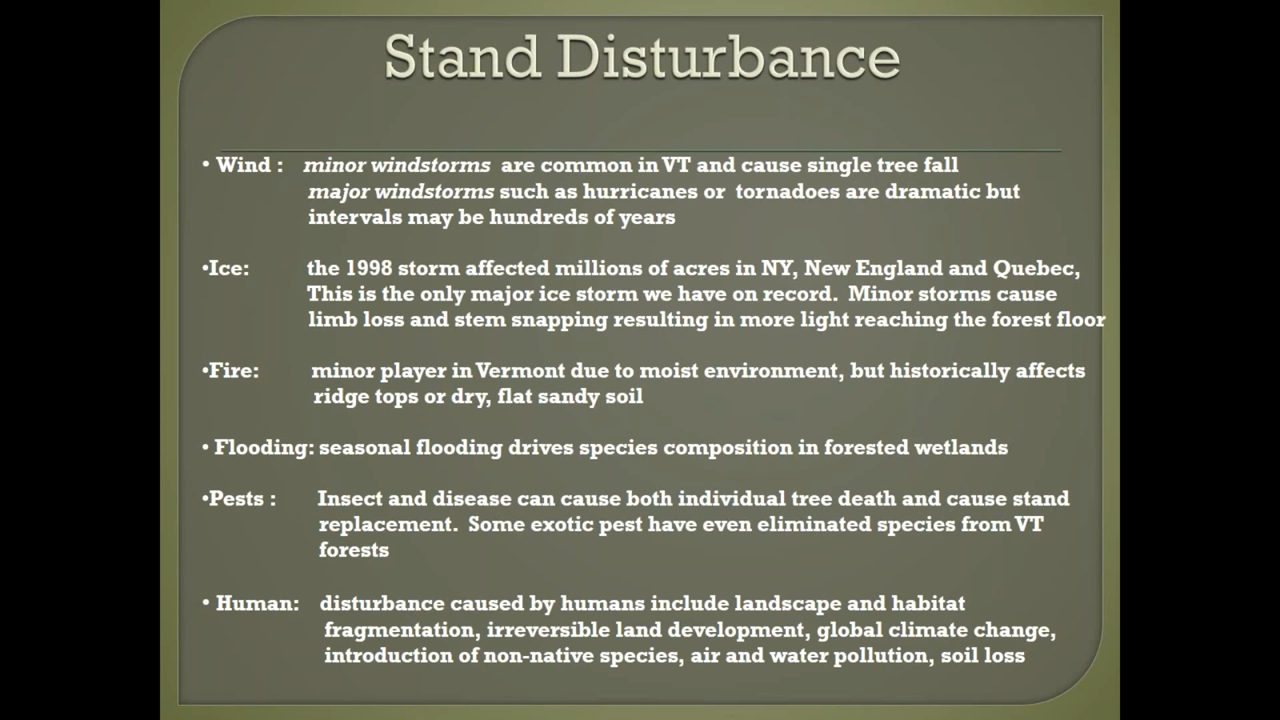 Stand Disturbance
• Wind : minor windstorms are common in VT and cause single tree fall
major windstorms such as hurricanes or tornadoes are dramatic but
intervals may be hundreds of years
•Ice: the 1998 storm affected millions of acres in NY, New England and Quebec,
This is the only major ice storm we have on record. Minor storms cause
limb loss and stem snapping resulting in more light reaching the forest floor
•Fire: minor player in Vermont due to moist environment, but historically affects
ridge tops or dry, flat sandy soil
• Flooding: seasonal flooding drives species composition in forested wetlands
•Pests : Insect and disease can cause both individual tree death and cause stand
replacement. Some exotic pest have even eliminated species from VT
forests
• Human: disturbance caused by humans include landscape and habitat
fragmentation, irreversible land development, global climate change,
introduction of non-native species, air and water pollution, soil loss